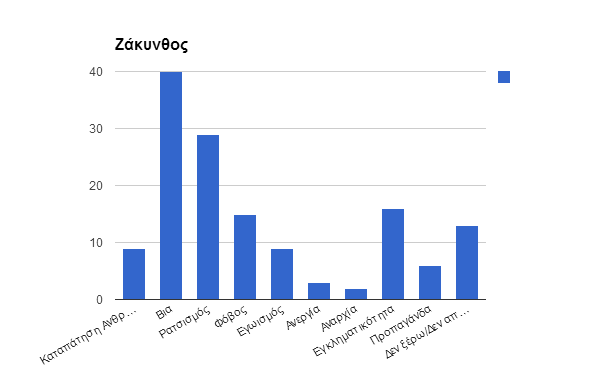 Ζάκυνθος
40
30
20
10
0
Καταπάτηση Ανθρ…
Βια
Ρατσισμός
Φόβος
Εγωισμός
Ανεργία
Αναρχία
Εγκληματικότητα
Προπαγάνδα
Δεν ξέρω/Δεν απ…